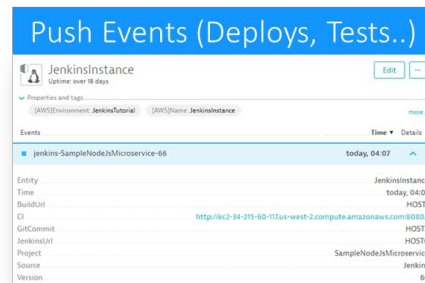 Push Events (Deploys, Tests..)
JenkinsInstance
Edit ...
Uptime: over 18 days
Properties and tags
[AWS]Environment: JenkinsTutorial [AWS]Name: JenkinsInstance
more
Events Time ▾ Details
jenkins-SampleNodeJsMicroservice-66 today, 04:07
Entity JenkinsInstanc
Time today, 04:0
BuildUrl HOST
CI http://ec2-34-215-60-117.us-west-2.compute.amazonaws.com:8080
GitCommit HOST
JenkinsUrl HOST
Project SampleNodeJsMicroservic
Source Jenkin
Version 6